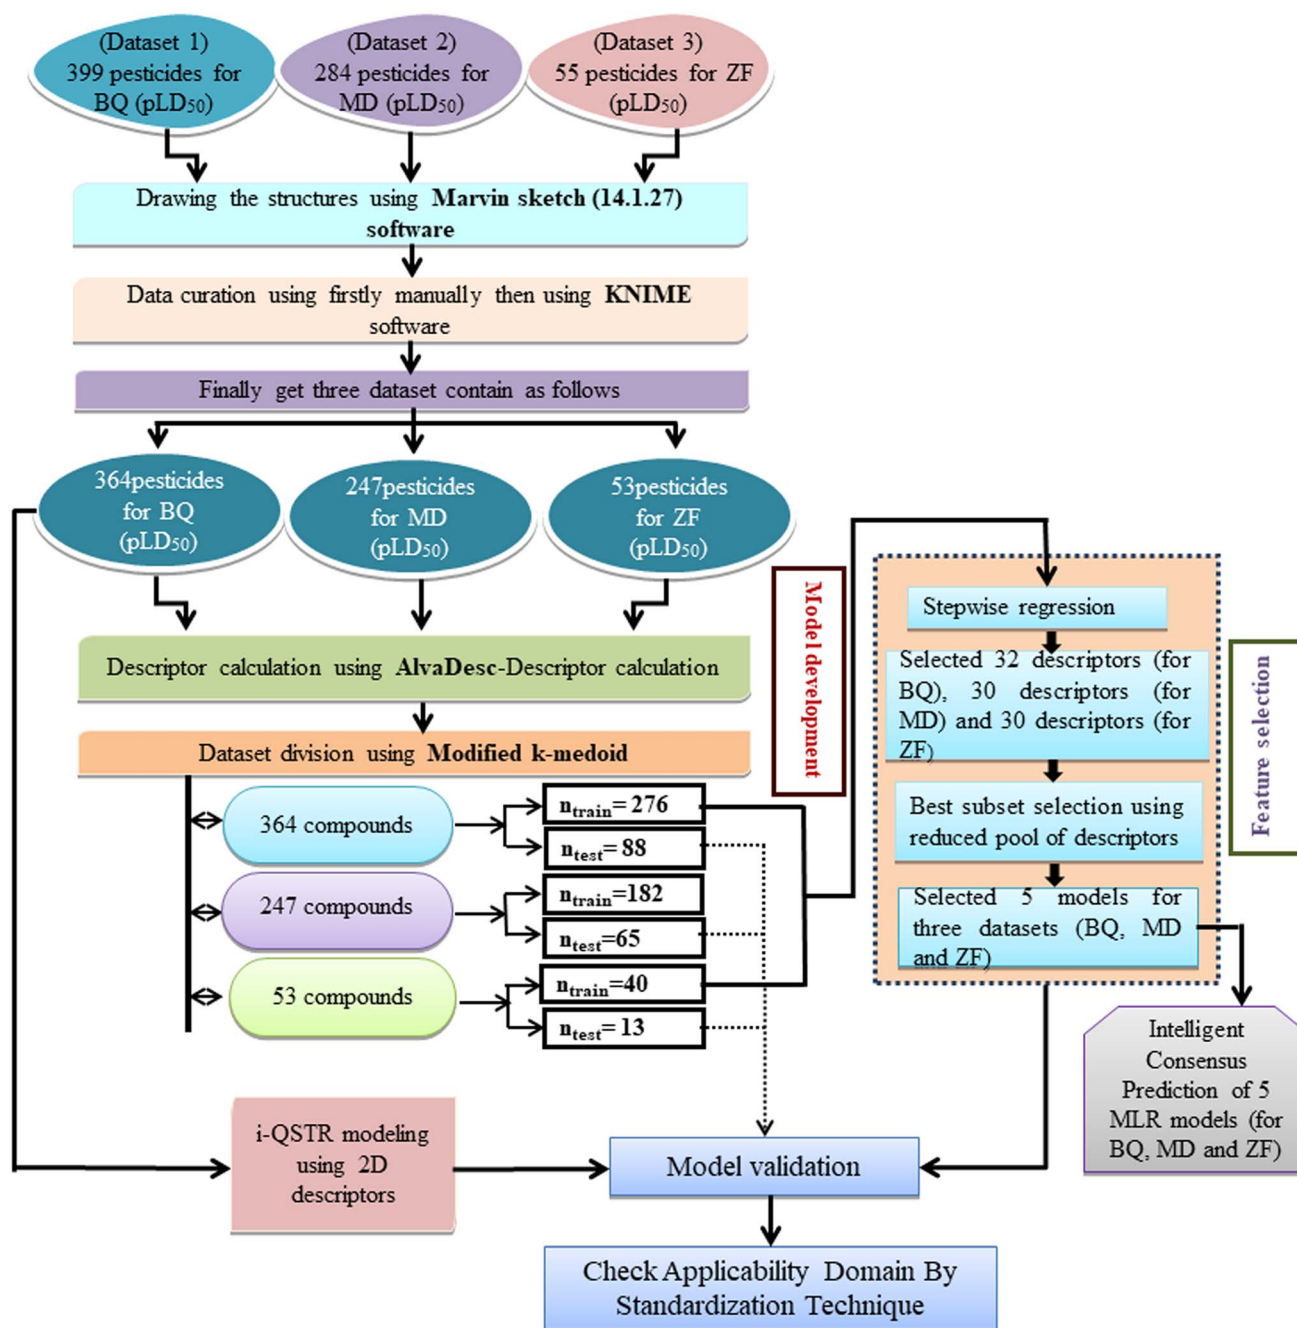 (Dataset 1)
399 pesticides for
BQ (pLD50)
(Dataset 2)
284 pesticides for
MD (pLD50)
(Dataset 3)
55 pesticides for ZF
(pLD50)
Drawing the structures using Marvin sketch (14.1.27)
software
Data curation using firstly manually then using KNIME
software
Finally get three dataset contain as follows
364pesticides
for BQ
(pLD50)
247pesticides
for MD
(pLD50)
53pesticides
for ZF
(pLD50)
Descriptor calculation using AlvaDesc-Descriptor calculation
Dataset division using Modified k-medoid
364 compounds
ntrain= 276
ntest= 88
247 compounds
ntrain=182
ntest=65
53 compounds
ntrain=40
ntest= 13
Model development
Stepwise regression
Selected 32 descriptors (for
BQ), 30 descriptors (for
MD) and 30 descriptors (for
ZF)
Best subset selection using
reduced pool of descriptors
Selected 5 models for
three datasets (BQ, MD
and ZF)
Feature selection
Intelligent
Consensus
Prediction of 5
MLR models (for
BQ, MD and ZF)
i-QSTR modeling
using 2D
descriptors
Model validation
Check Applicability Domain By
Standardization Technique